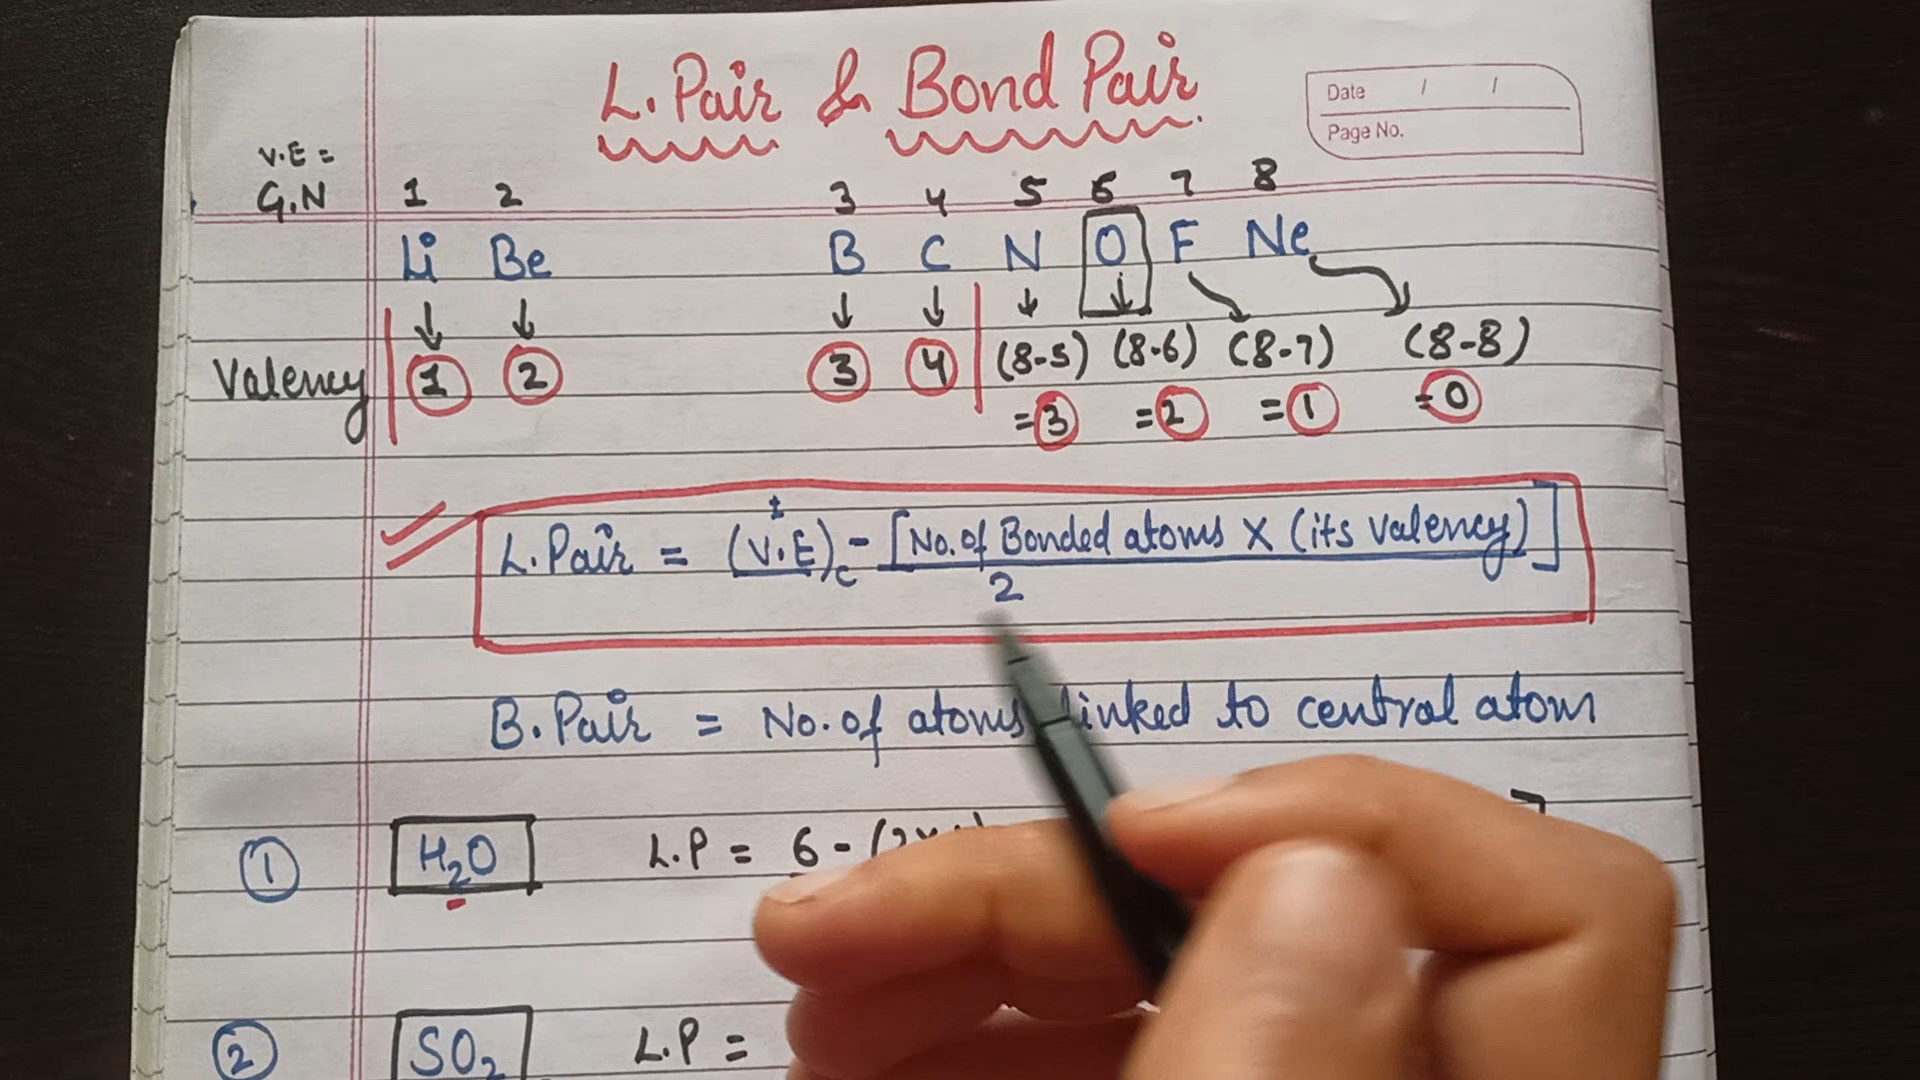 L. Pair & Bond Pair
Date / /
Page No.
V.E =
G.N 1 2 3 4 5 6 7 8
Li Be B C N O F Ne
Valency 1 2 3 4 (8-5) (8-6) (8-7) (8-8)
=3 =2 =1 =0
±
L. Pair = (V.E)c - [No. of Bonded atoms X (its valency)]
2
B. Pair = No. of atoms linked to central atom
1 H2O L.P = 6 - (2x
2 SO2 L.P =